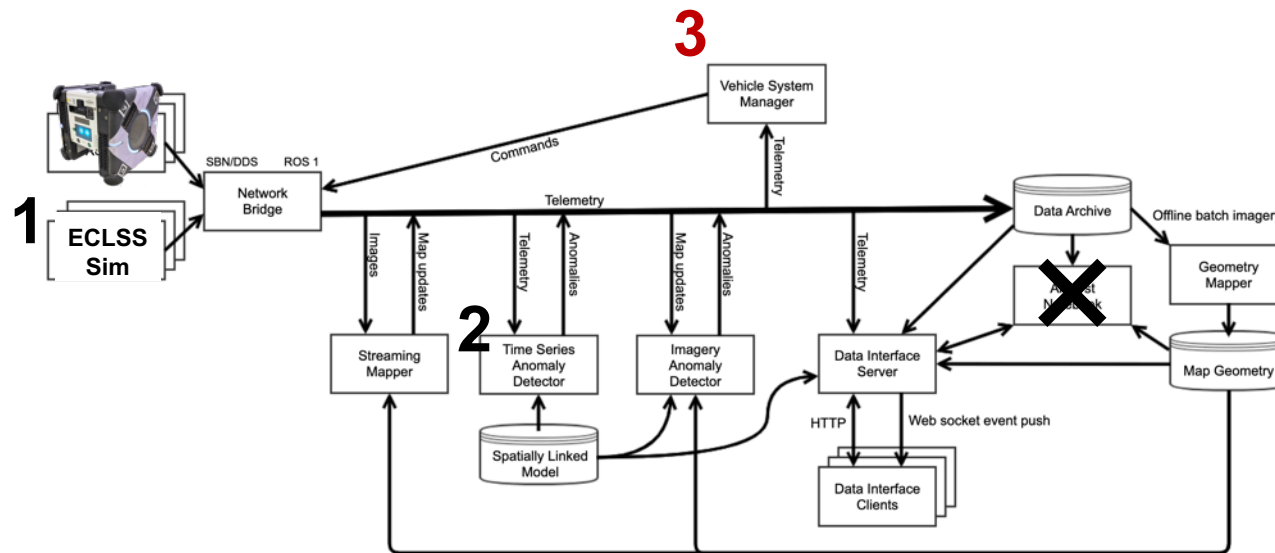 3
Vehicle System
Manager
Commands
Telemetry
SBN/DDS
ROS 1
Network
Bridge
Telemetry
1
ECLSS
Sim
Data Archive
Offline batch imager
Geometry
Mapper
Images
Map updates
Telemetry
Anomalies
Map updates
Anomalies
Telemetry
2
Streaming
Mapper
Time Series
Anomaly
Detector
Imagery
Anomaly
Detector
Data Interface
Server
Map Geometry
HTTP
Web socket event push
Spatially Linked
Model
Data Interface
Clients